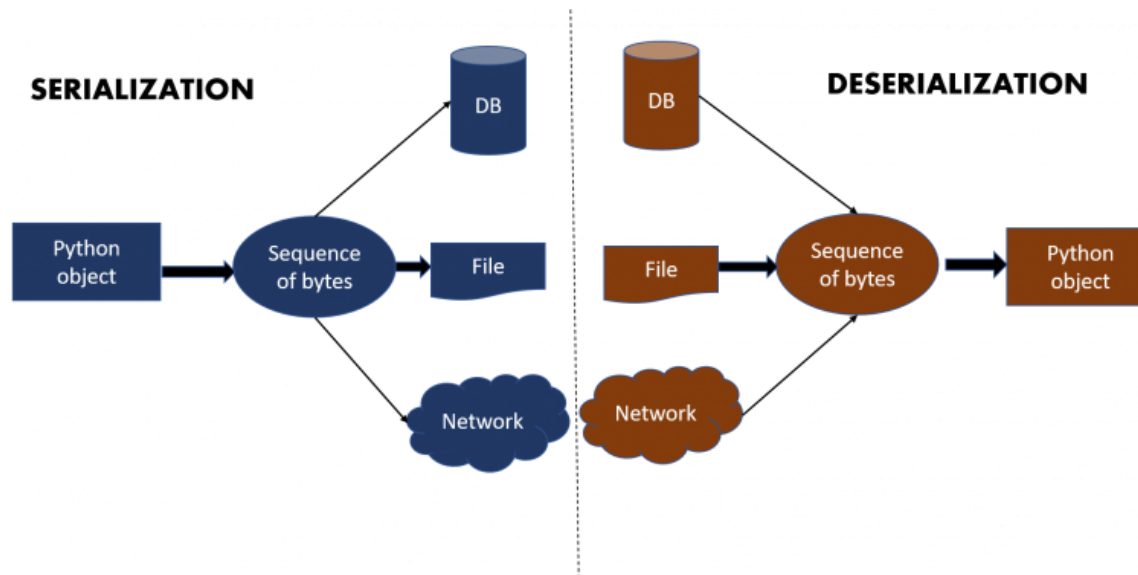 SERIALIZATION
DB
Python
object
Sequence
of bytes
File
Network
DESERIALIZATION
DB
File
Network
Sequence
of bytes
Python
object